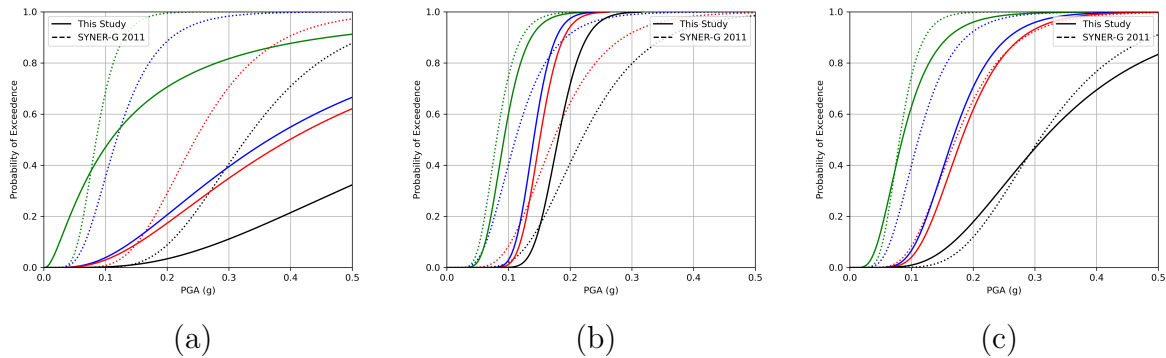 This Study
SYNER-G 2011
Probability of Exceedence
1.0
0.8
0.6
0.4
0.2
0.0
0.0 0.1 0.2 0.3 0.4 0.5
PGA (g)
(a)
This Study
SYNER-G 2011
Probability of Exceedence
1.0
0.8
0.6
0.4
0.2
0.0
0.0 0.1 0.2 0.3 0.4 0.5
PGA (g)
(b)
This Study
SYNER-G 2011
Probability of Exceedence
1.0
0.8
0.6
0.4
0.2
0.0
0.0 0.1 0.2 0.3 0.4 0.5
PGA (g)
(c)